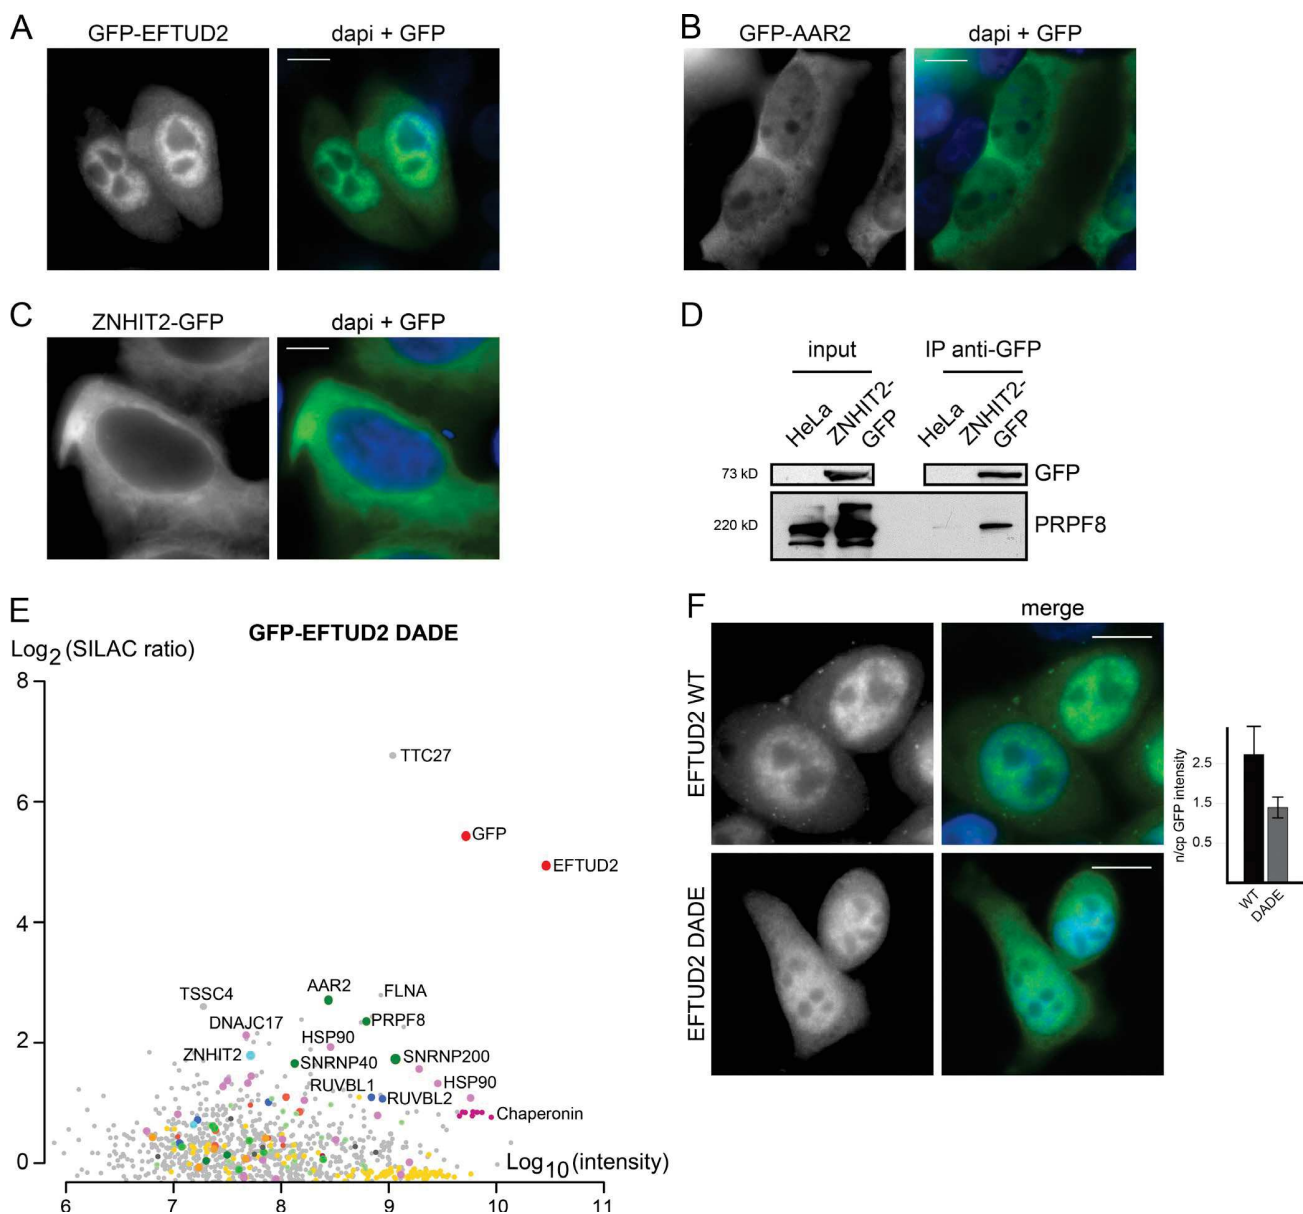 A
GFP-EFTUD2
dapi + GFP
B
GFP-AAR2
dapi + GFP
C
ZNHIT2-GFP
dapi + GFP
D
input
IP anti-GFP
HeLa
ZNHIT2-
GFP
HeLa
ZNHIT2-
GFP
73 kD
GFP
220 kD
PRPF8
E
GFP-EFTUD2 DADE
Log2 (SILAC ratio)
8
6
4
2
0
TTC27
GFP
EFTUD2
TSSC4
AAR2
FLNA
DNAJC17
PRPF8
HSP90
ZNHIT2
SNRNP40
SNRNP200
RUVBL1
HSP90
RUVBL2
Chaperonin
Log10 (intensity)
6
7
8
9
10
11
F
merge
EFTUD2 WT
EFTUD2 DADE
n/cp GFP intensity
2.5
1.5
0.5
WT
DADE